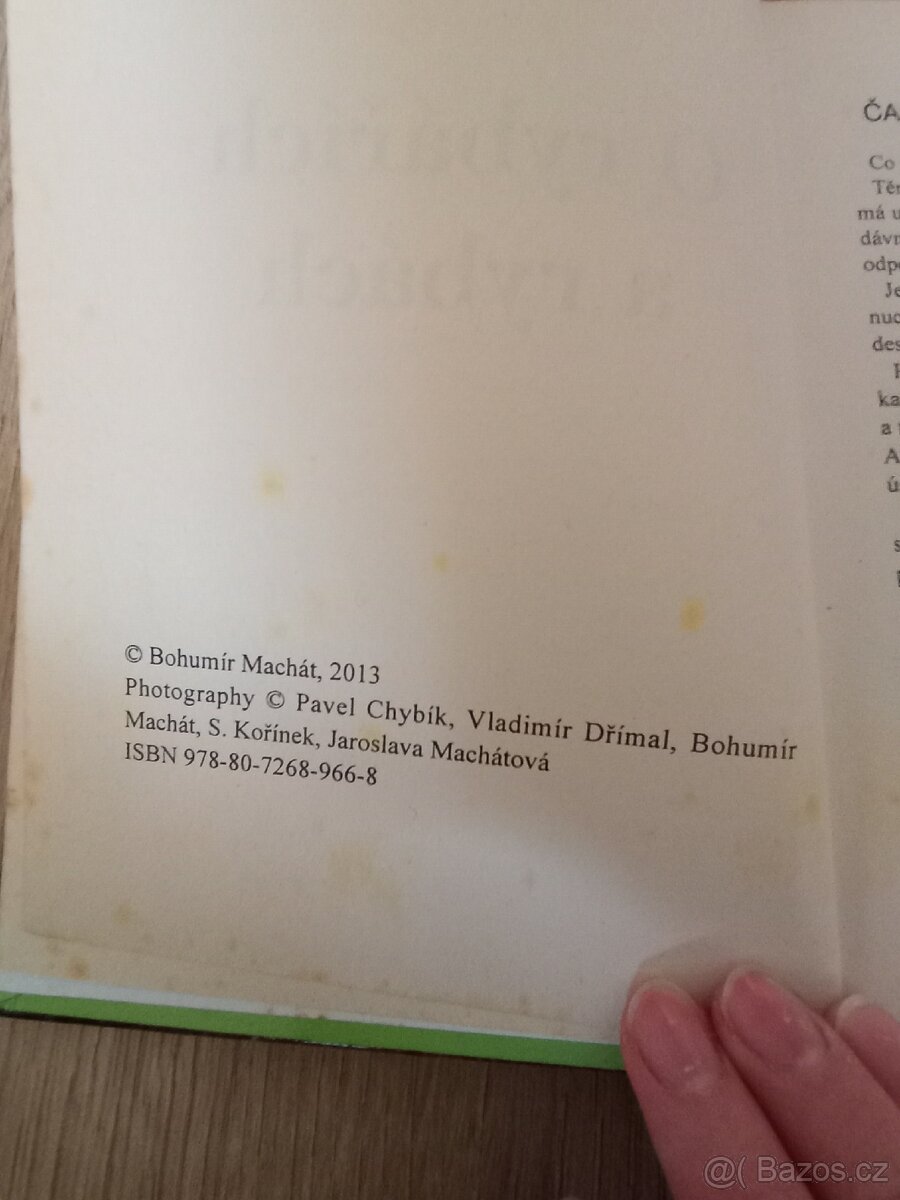 © Bohumír Machát, 2013
Photography © Pavel Chybík, Vladimír Dřímal, Bohumír
Machát, S. Kořínek, Jaroslava Machátová
ISBN 978-80-7268-966-8
Co
má u
Je
a
@( Bazos.cz